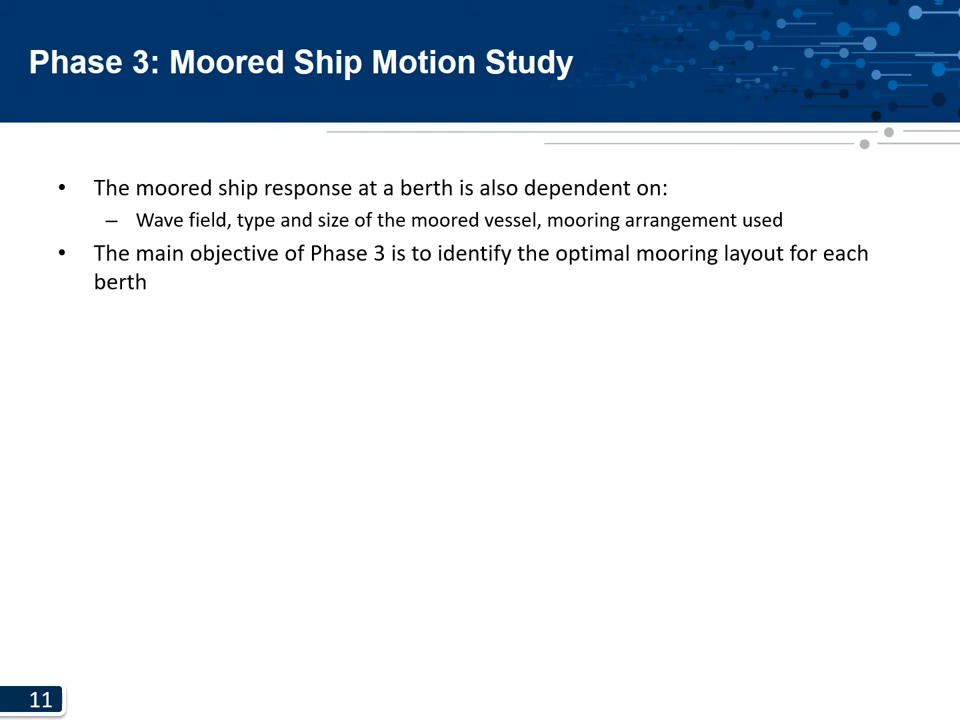 Phase 3: Moored Ship Motion Study
• The moored ship response at a berth is also dependent on:
– Wave field, type and size of the moored vessel, mooring arrangement used
• The main objective of Phase 3 is to identify the optimal mooring layout for each
berth
11